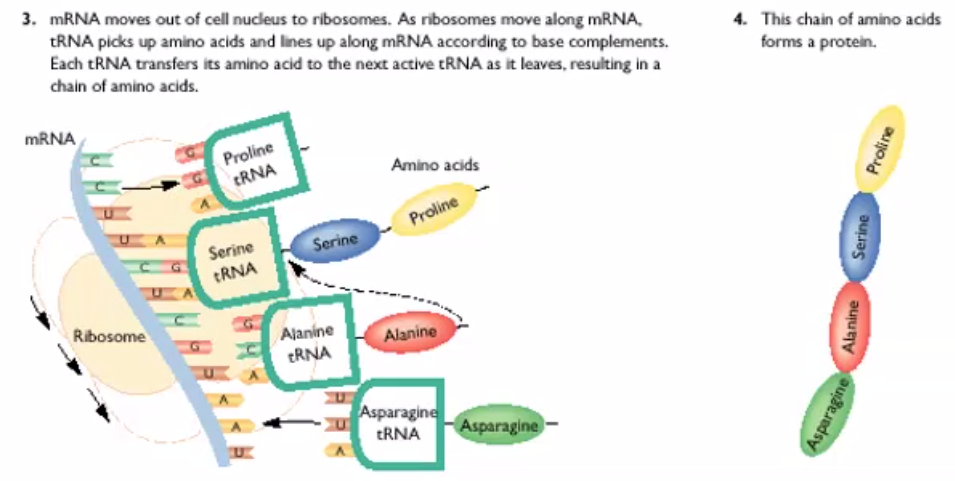 3. mRNA moves out of cell nucleus to ribosomes. As ribosomes move along mRNA,
tRNA picks up amino acids and lines up along mRNA according to base complements.
Each tRNA transfers its amino acid to the next active tRNA as it leaves, resulting in a
chain of amino acids.
4. This chain of amino acids
forms a protein.
mRNA
C
C
U
U
C
U
C
G
U
A
A
U
G
G
A
Proline
tRNA
A
G
A
Serine
tRNA
G
C
A
Alanine
tRNA
U
U
A
Asparagine
tRNA
Ribosome
Amino acids
Proline
Serine
Alanine
Asparagine
Proline
Serine
Alanine
Asparagine